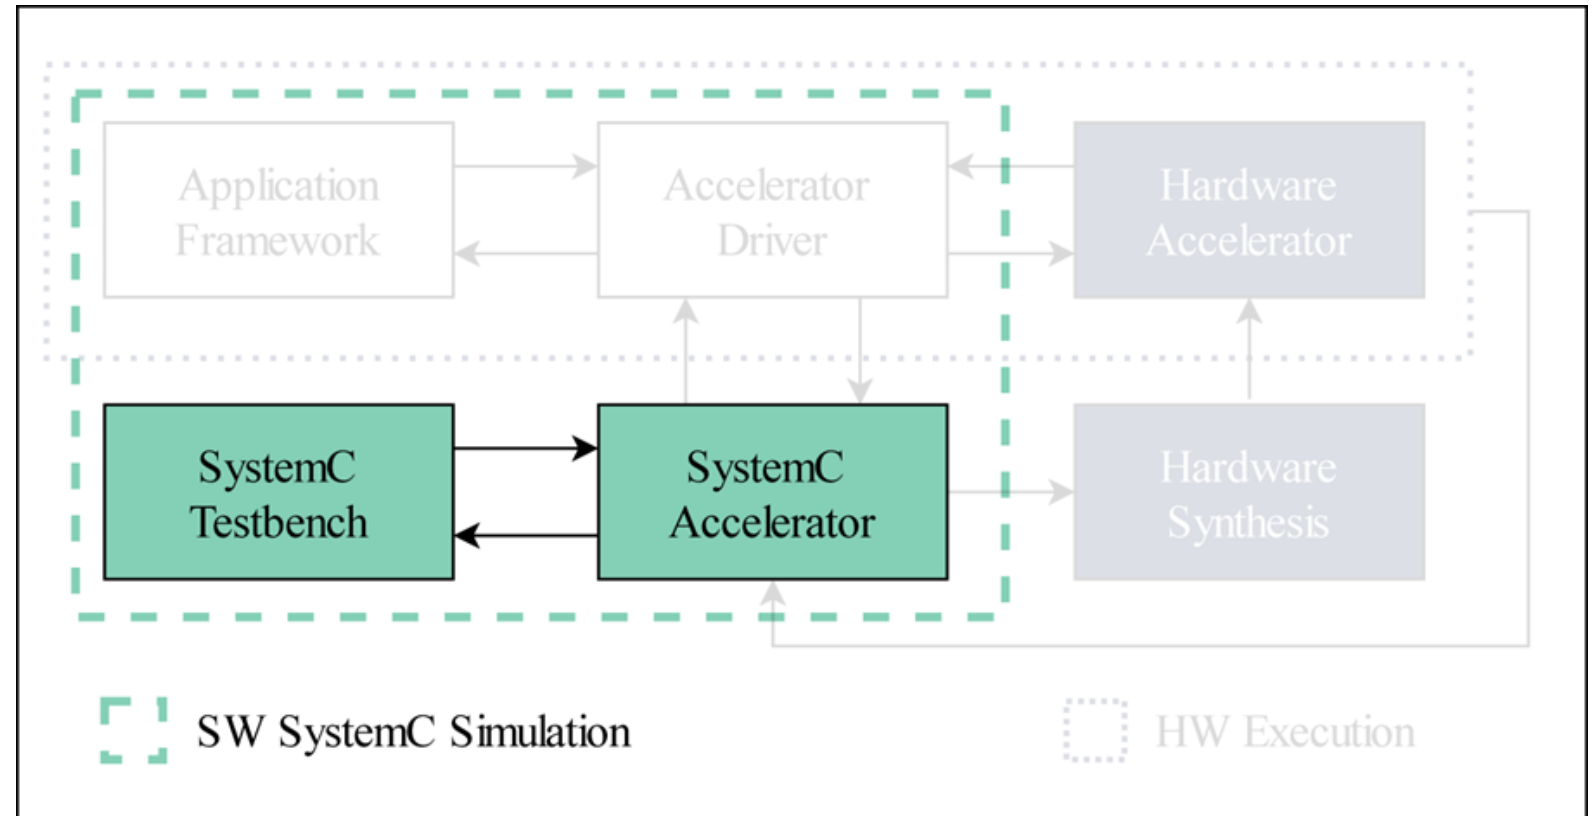 Application
Framework
Accelerator
Driver
Hardware
Accelerator
SystemC
Testbench
SystemC
Accelerator
Hardware
Synthesis
SW SystemC Simulation
HW Execution